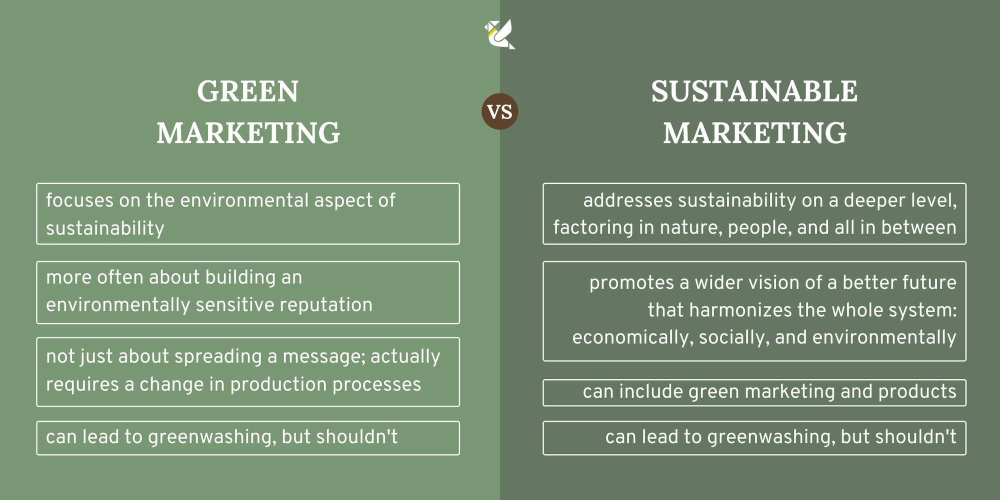 GREEN
MARKETING
VS
SUSTAINABLE
MARKETING
focuses on the environmental aspect of
sustainability
more often about building an
environmentally sensitive reputation
not just about spreading a message; actually
requires a change in production processes
can lead to greenwashing, but shouldn't
addresses sustainability on a deeper level,
factoring in nature, people, and all in between
promotes a wider vision of a better future
that harmonizes the whole system:
economically, socially, and environmentally
can include green marketing and products
can lead to greenwashing, but shouldn't